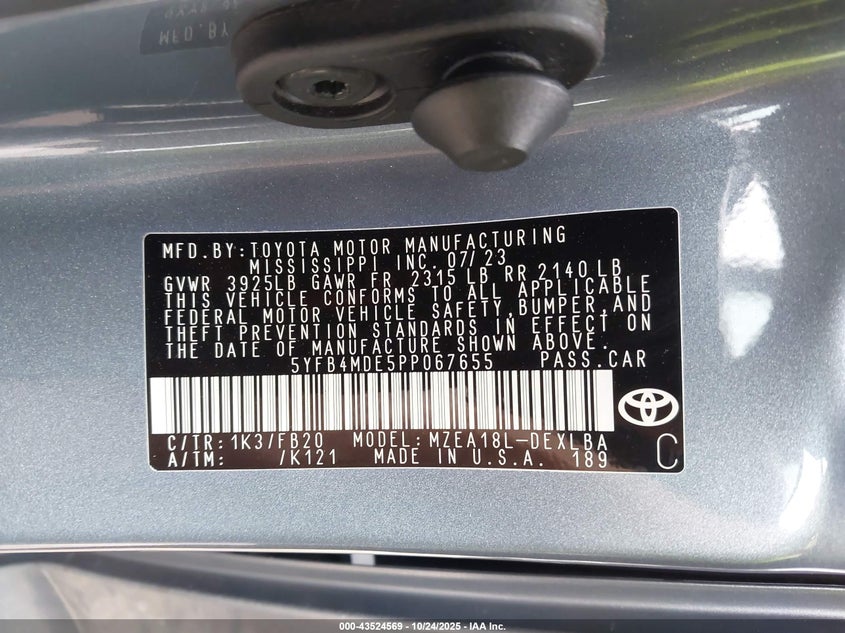 MFD. BY
MFD.BY:TOYOTA MOTOR MANUFACTURING
MISSISSIPPI INC. 07/23
GVWR 3925LB GAWR FR 2315 LB RR 2140 LB
THIS VEHICLE CONFORMS TO ALL APPLICABLE
FEDERAL MOTOR VEHICLE SAFETY,BUMPER,AND
THEFT PREVENTION STANDARDS IN EFFECT ON
THE DATE OF MANUFACTURE SHOWN ABOVE.
5YFB4MDE5PP067655 PASS.CAR
C/TR:1K3/FB20 MODEL:MZEA18L-DEXLBA
A/TM: /K121 MADE IN U.S.A. 189 C
000-43524569 - 10/24/2025 - IAA Inc.